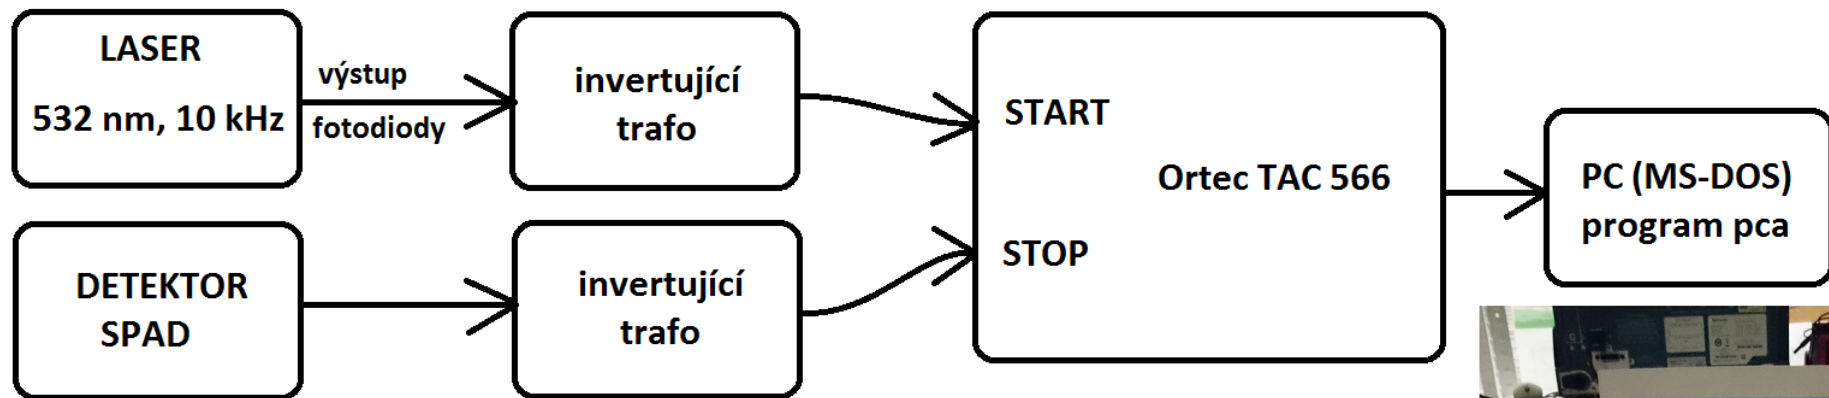 LASER
532 nm, 10 kHz
výstup
fotodiody
invertující
trafo
START
Ortec TAC 566
STOP
PC (MS-DOS)
program pca
DETEKTOR
SPAD
invertující
trafo